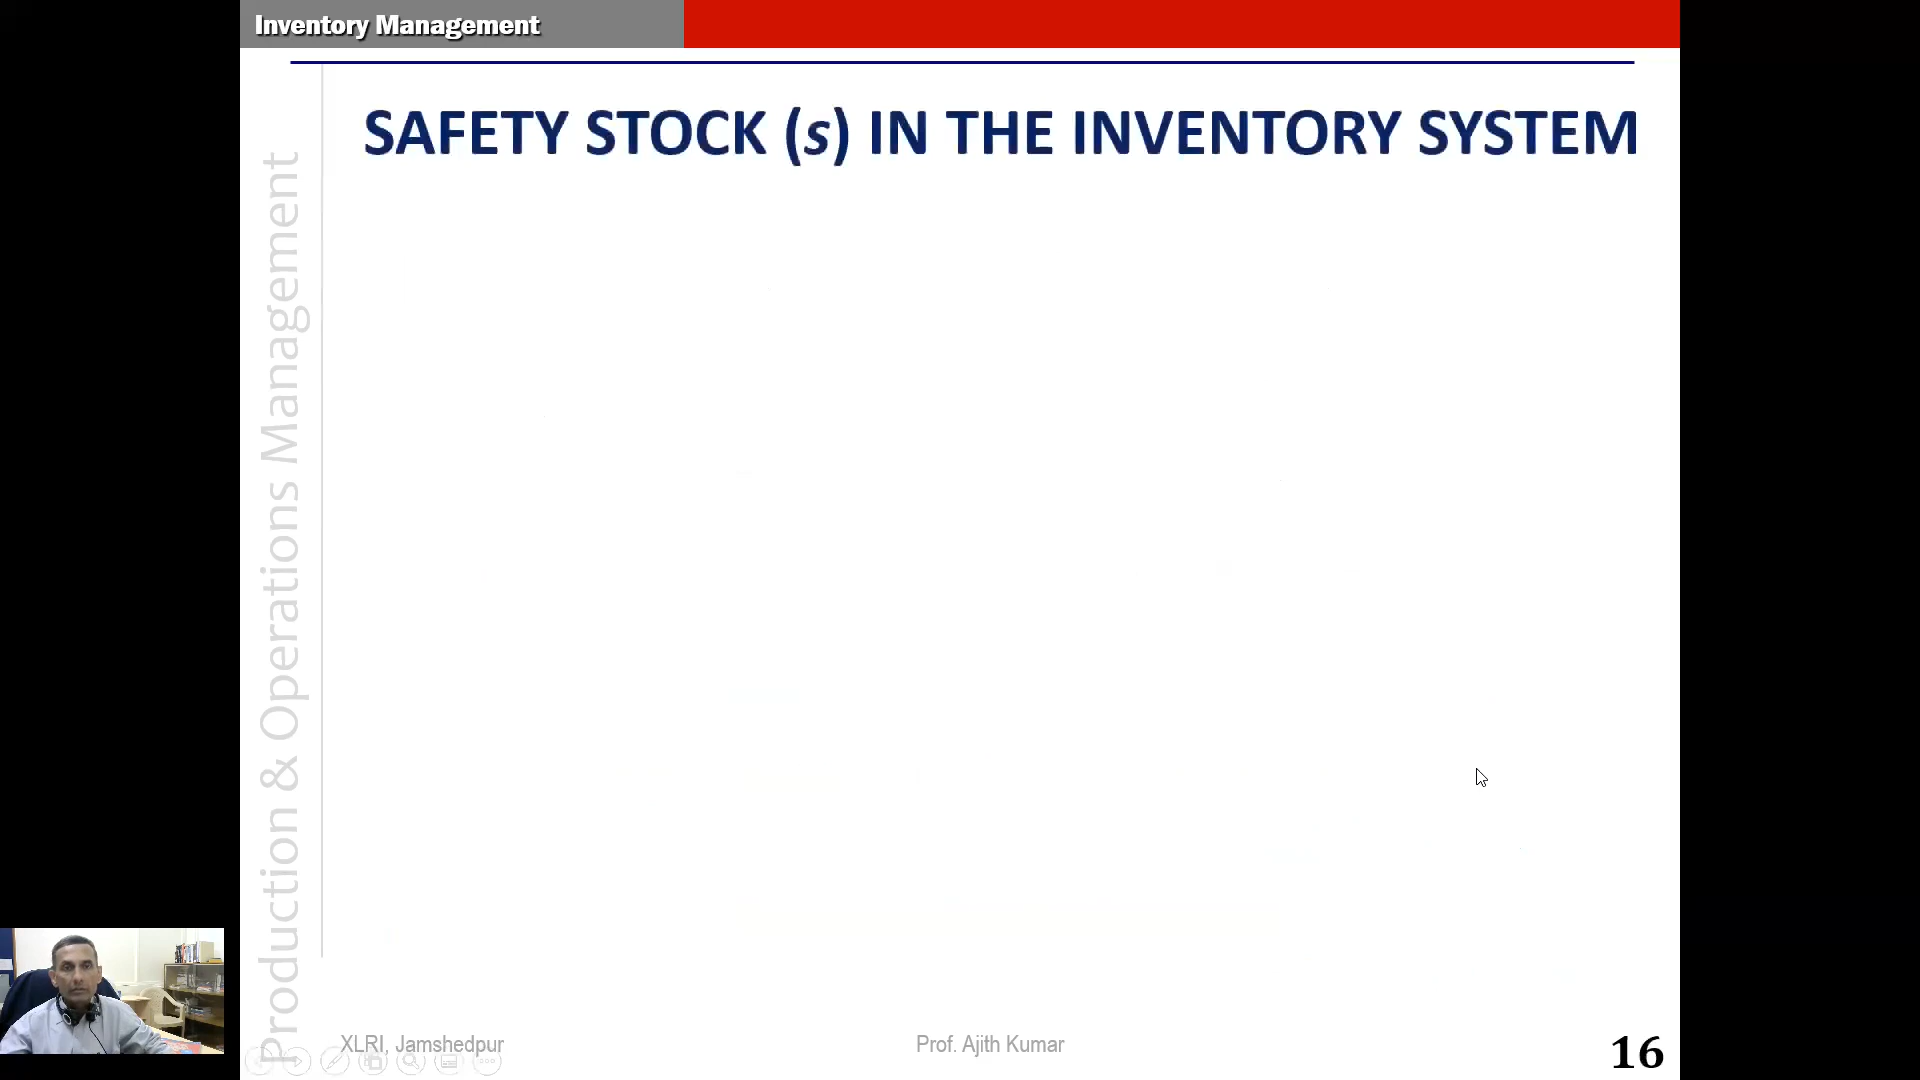 Inventory Management
SAFETY STOCK (s) IN THE INVENTORY SYSTEM
Production & Operations Management
XLRI, Jamshedpur
Prof. Ajith Kumar
16